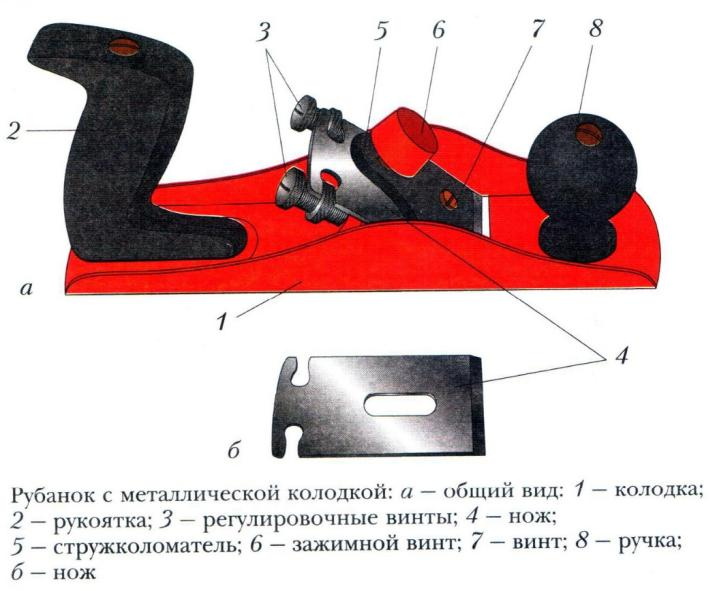 3 5 6 7 8
2
а
1
4
б
Рубанок с металлической колодкой: а – общий вид: 1 – колодка;
2 – рукоятка; 3 – регулировочные винты; 4 – нож;
5 – стружколоматель; 6 – зажимной винт; 7 – винт; 8 – ручка;
б – нож